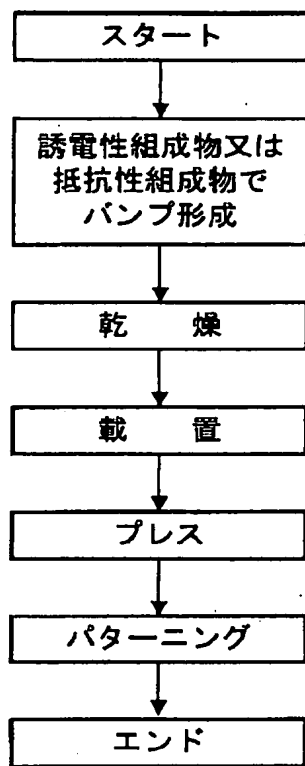 スタート
誘電性組成物又は
抵抗性組成物で
バンプ形成
乾　燥
載　置
プレス
パターニング
エンド